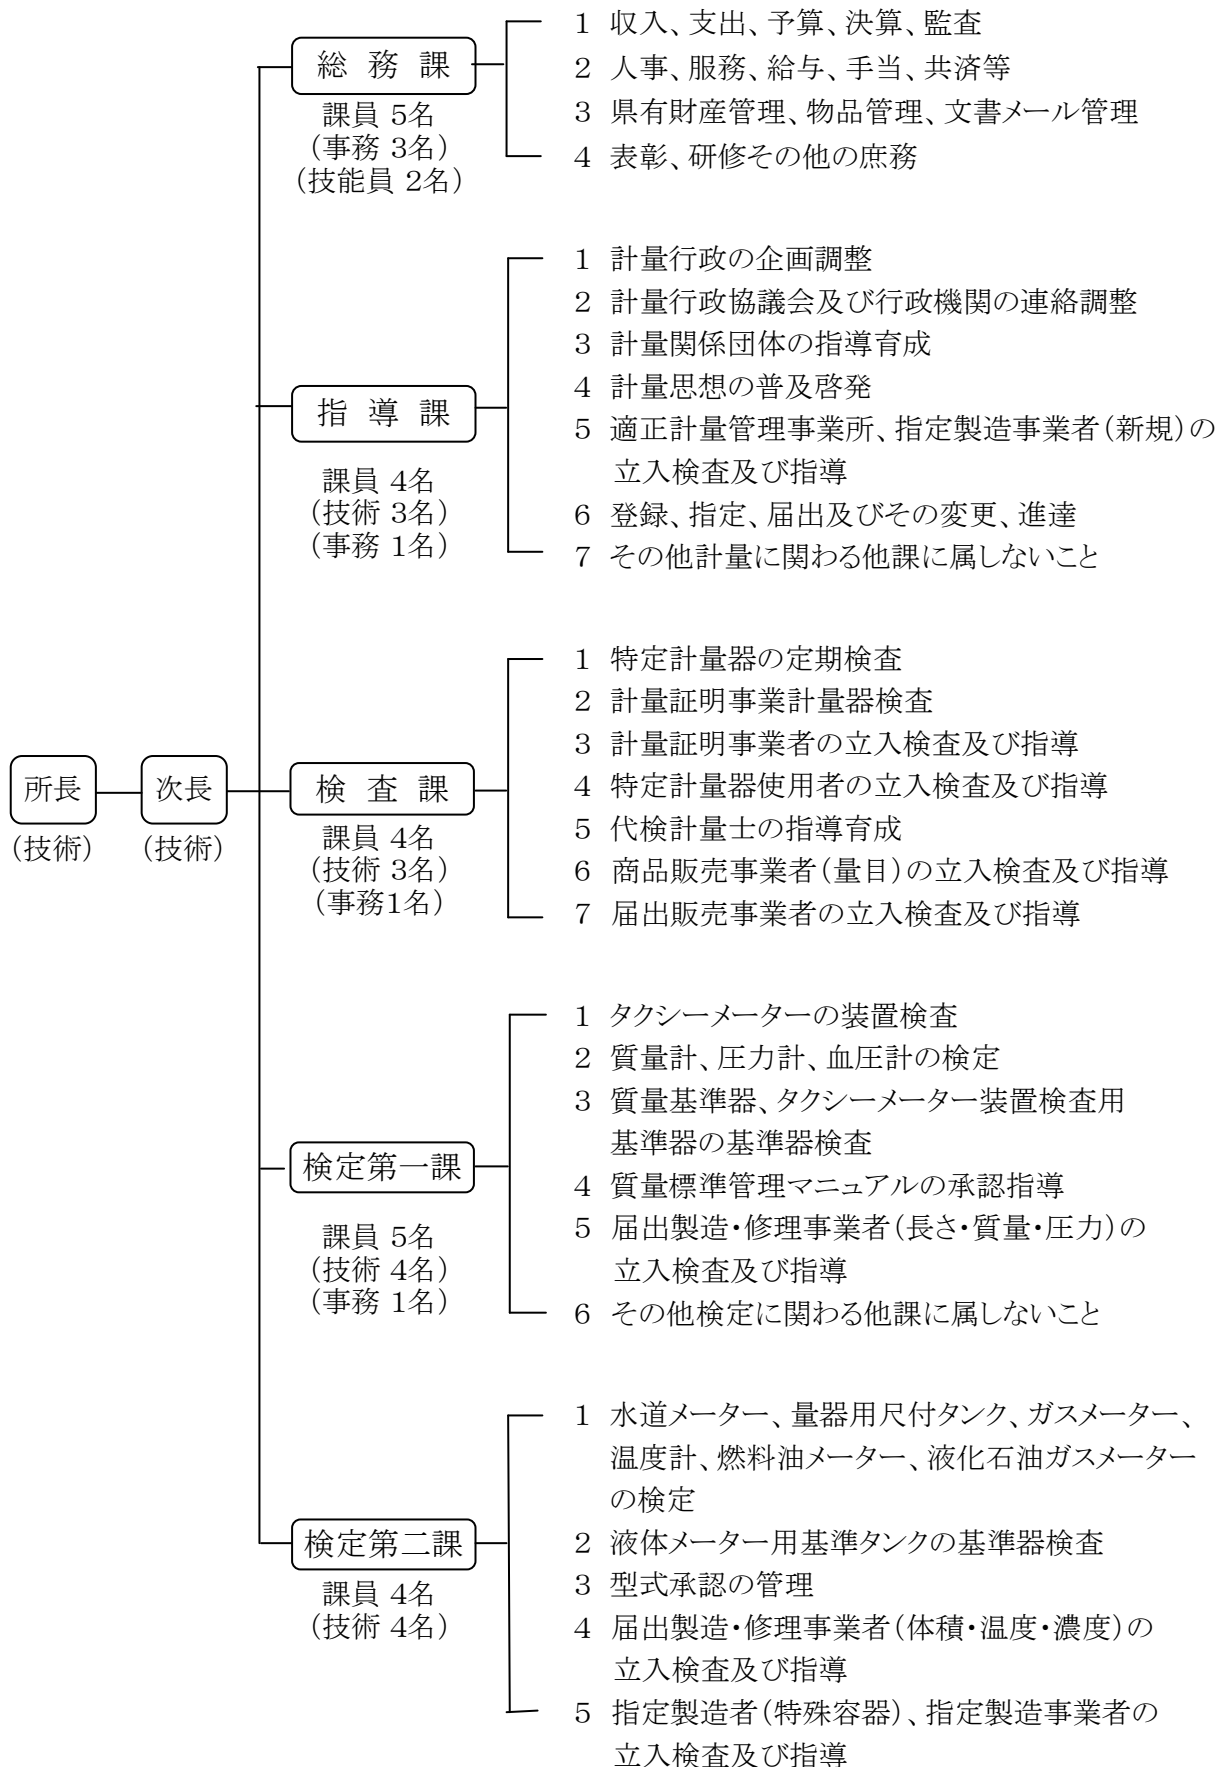 総務課
課員 5名
(事務 3名)
(技能員 2名)
1 収入、支出、予算、決算、監査
2 人事、服務、給与、手当、共済等
3 県有財産管理、物品管理、文書メール管理
4 表彰、研修その他の庶務
指導課
課員 4名
(技術 3名)
(事務 1名)
1 計量行政の企画調整
2 計量行政協議会及び行政機関の連絡調整
3 計量関係団体の指導育成
4 計量思想の普及啓発
5 適正計量管理事業所、指定製造事業者(新規)の
立入検査及び指導
6 登録、指定、届出及びその変更、進達
7 その他計量に関わる他課に属しないこと
所長
(技術)
次長
(技術)
検査課
課員 4名
(技術 3名)
(事務1名)
1 特定計量器の定期検査
2 計量証明事業計量器検査
3 計量証明事業者の立入検査及び指導
4 特定計量器使用者の立入検査及び指導
5 代検計量士の指導育成
6 商品販売事業者(量目)の立入検査及び指導
7 届出販売事業者の立入検査及び指導
検定第一課
課員 5名
(技術 4名)
(事務 1名)
1 タクシーメーターの装置検査
2 質量計、圧力計、血圧計の検定
3 質量基準器、タクシーメーター装置検査用
基準器の基準器検査
4 質量標準管理マニュアルの承認指導
5 届出製造・修理事業者(長さ・質量・圧力)の
立入検査及び指導
6 その他検定に関わる他課に属しないこと
検定第二課
課員 4名
(技術 4名)
1 水道メーター、量器用尺付タンク、ガスメーター、
温度計、燃料油メーター、液化石油ガスメーター
の検定
2 液体メーター用基準タンクの基準器検査
3 型式承認の管理
4 届出製造・修理事業者(体積・温度・濃度)の
立入検査及び指導
5 指定製造者(特殊容器)、指定製造事業者の
立入検査及び指導